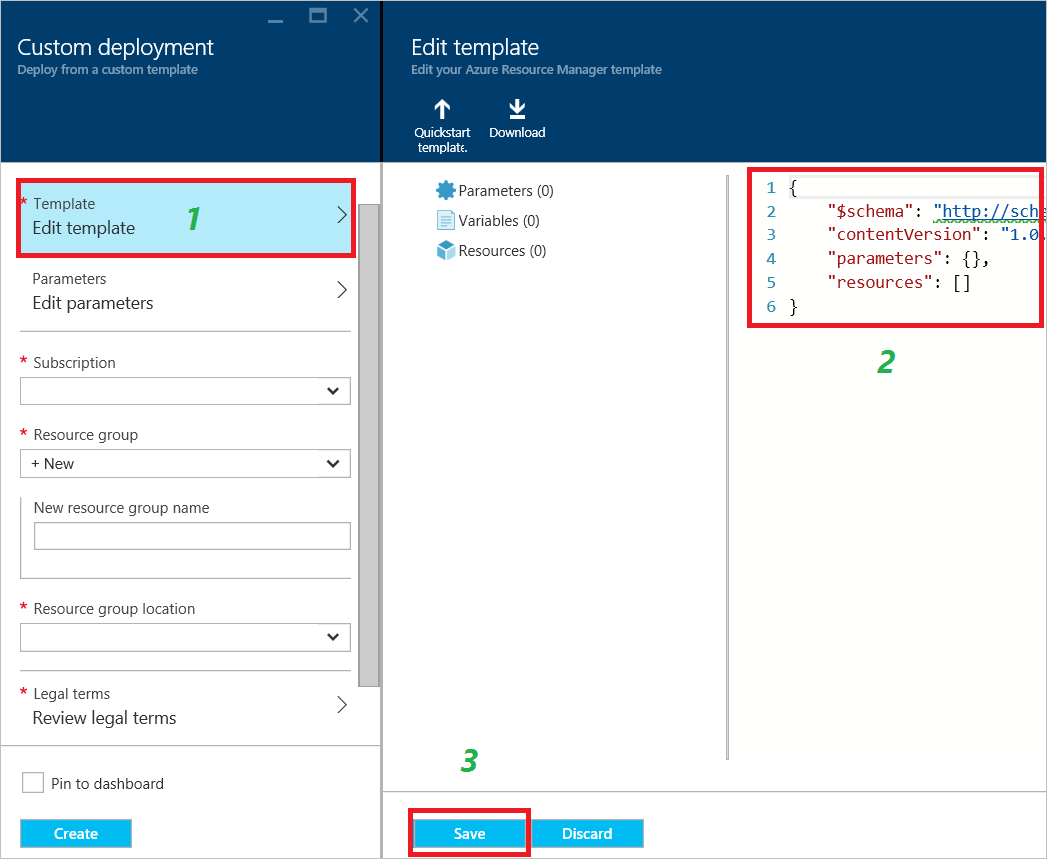 Custom deployment
Deploy from a custom template
* Template
Edit template
1
Parameters
Edit parameters
* Subscription
* Resource group
+ New
New resource group name
* Resource group location
* Legal terms
Review legal terms
Pin to dashboard
Create
Edit template
Edit your Azure Resource Manager template
Quickstart
template.
Download
Parameters (0)
Variables (0)
Resources (0)
1 {
2 "$schema": "http://sche
3 "contentVersion": "1.0.
4 "parameters": {},
5 "resources": []
6 }
2
3
Save
Discard